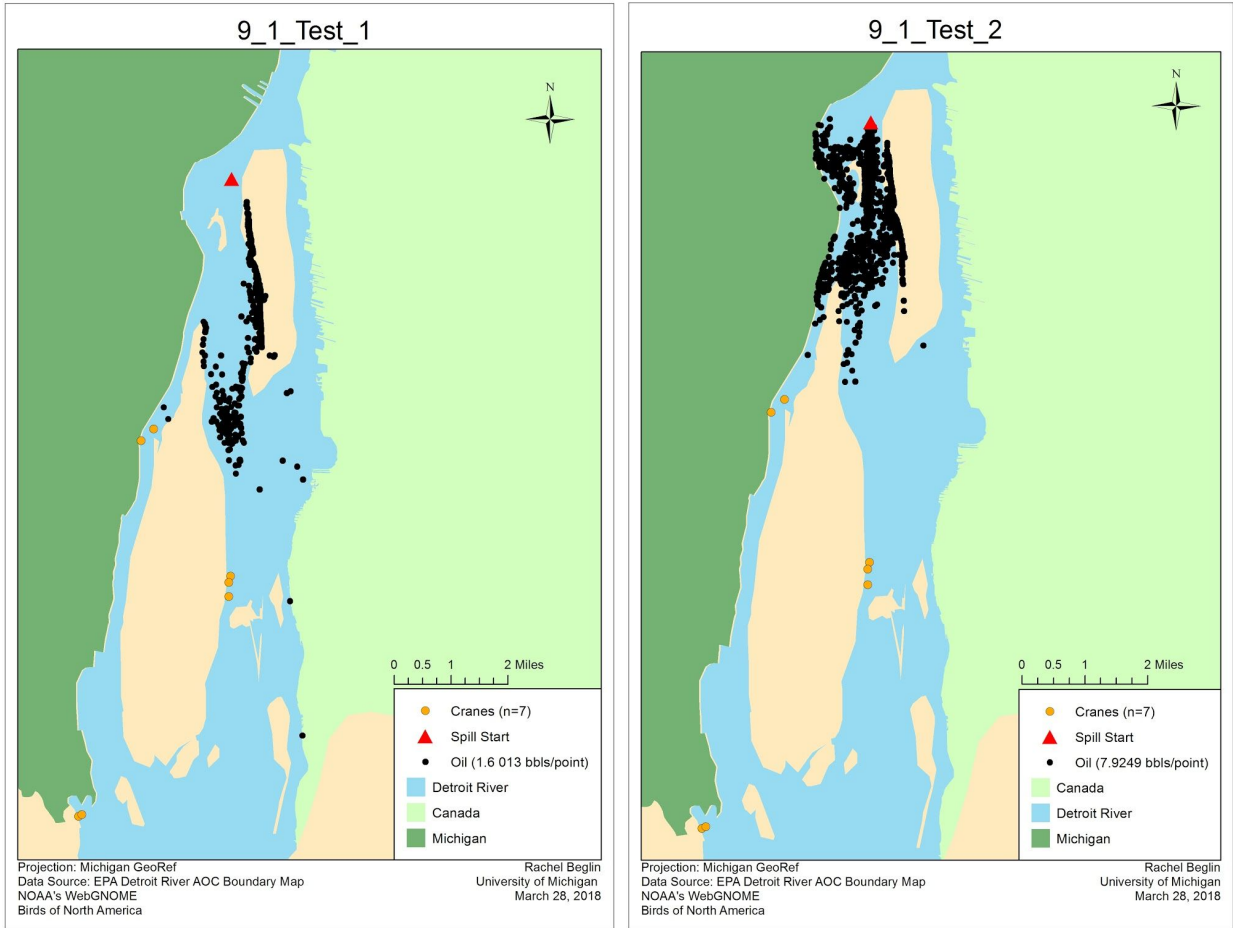 9_1_Test_1
N
0 0.5 1 2 Miles
Cranes (n=7)
Spill Start
Oil (1.6 013 bbls/point)
Detroit River
Canada
Michigan
Projection: Michigan GeoRef
Data Source: EPA Detroit River AOC Boundary Map
NOAA's WebGNOME
Birds of North America
Rachel Beglin
University of Michigan
March 28, 2018
9_1_Test_2
N
0 0.5 1 2 Miles
Cranes (n=7)
Spill Start
Oil (7.9249 bbls/point)
Canada
Detroit River
Michigan
Projection: Michigan GeoRef
Data Source: EPA Detroit River AOC Boundary Map
NOAA's WebGNOME
Birds of North America
Rachel Beglin
University of Michigan
March 28, 2018